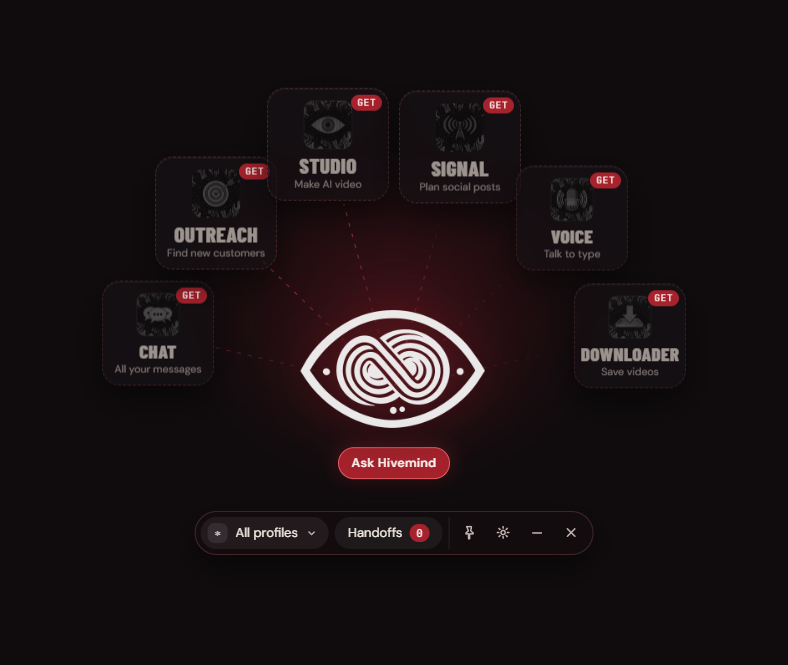 GET
STUDIO
Make AI video
GET
SIGNAL
Plan social posts
GET
OUTREACH
Find new customers
GET
VOICE
Talk to type
GET
CHAT
All your messages
GET
DOWNLOADER
Save videos
Ask Hivemind
All profiles
Handoffs 0